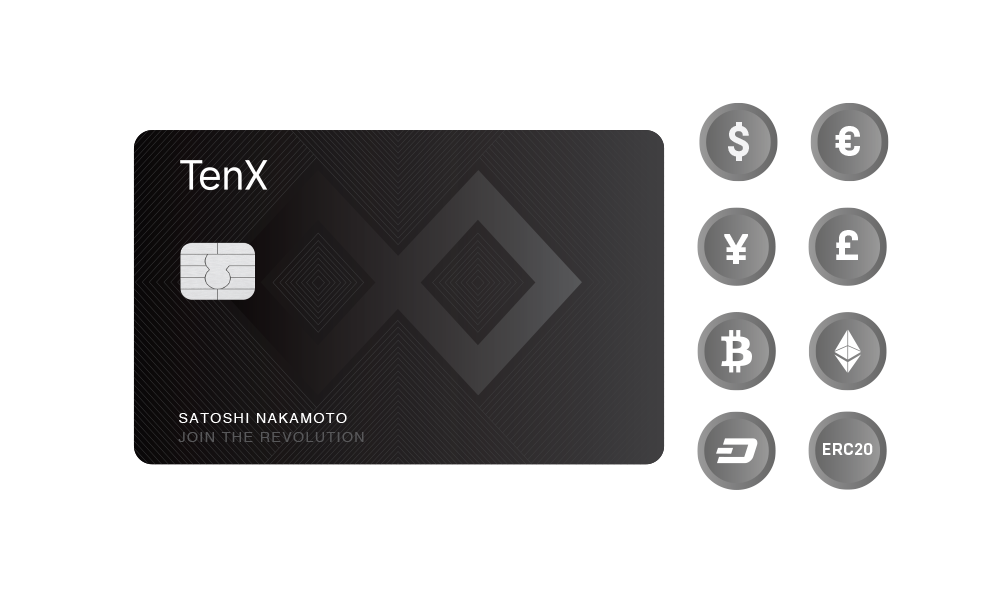 TenX
SATOSHI NAKAMOTO
JOIN THE REVOLUTION
$ €
¥ £
ERC20